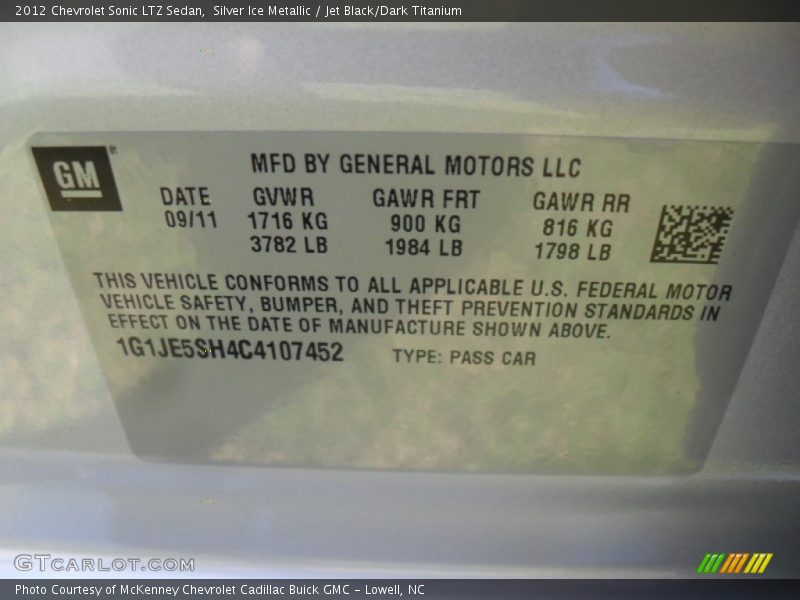 2012 Chevrolet Sonic LTZ Sedan, Silver Ice Metallic / Jet Black/Dark Titanium
GM®
MFD BY GENERAL MOTORS LLC
DATE GVWR GAWR FRT GAWR RR
09/11 1716 KG 900 KG 816 KG
3782 LB 1984 LB 1798 LB
THIS VEHICLE CONFORMS TO ALL APPLICABLE U.S. FEDERAL MOTOR
VEHICLE SAFETY, BUMPER, AND THEFT PREVENTION STANDARDS IN
EFFECT ON THE DATE OF MANUFACTURE SHOWN ABOVE.
1G1JE5SH4C4107452 TYPE: PASS CAR
GTCARLOT.COM
Photo Courtesy of McKenney Chevrolet Cadillac Buick GMC - Lowell, NC